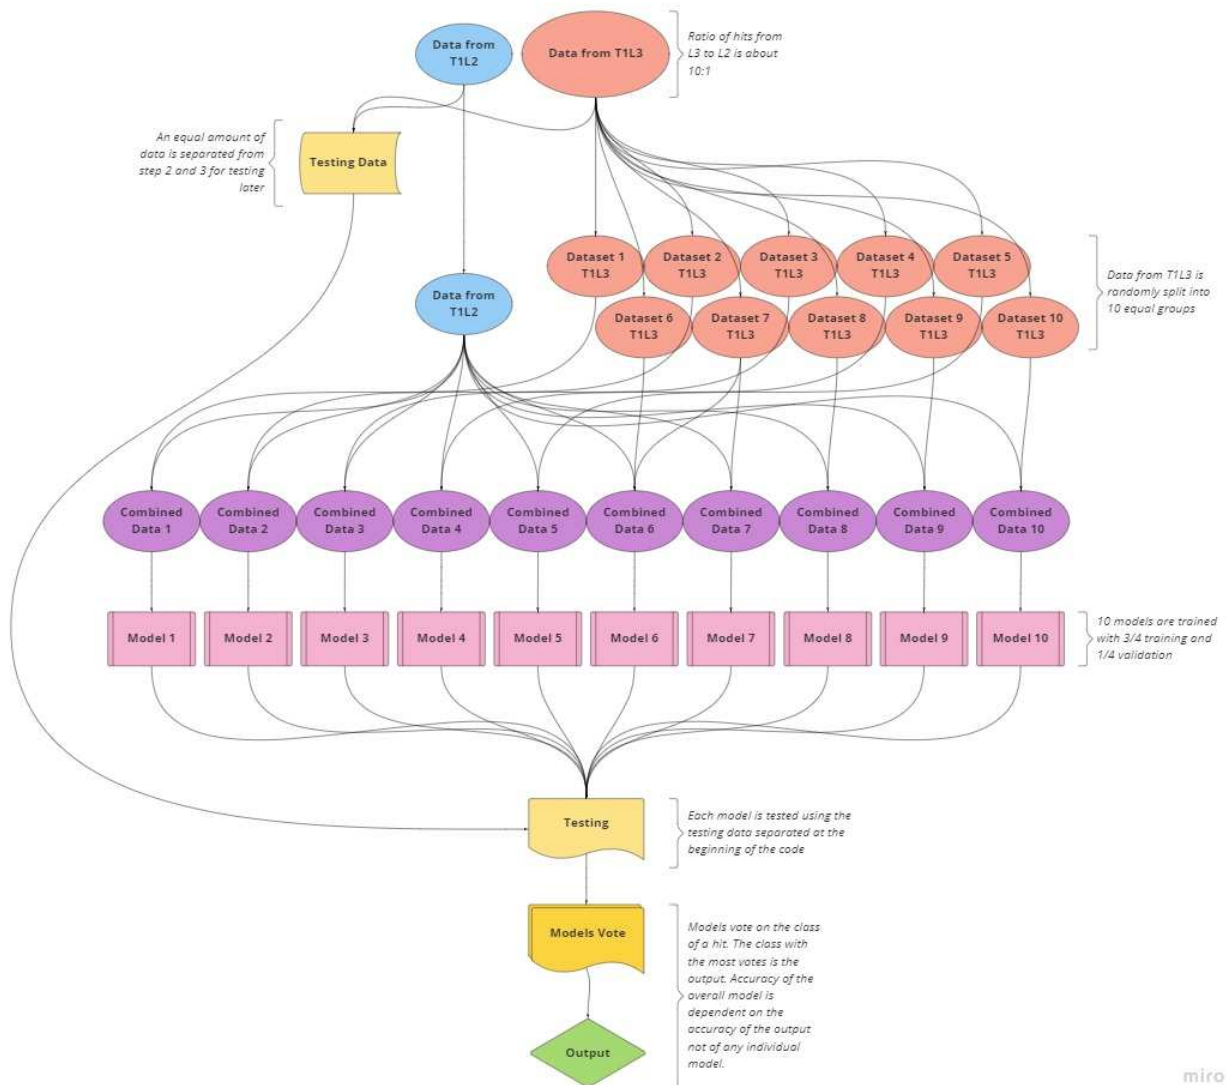 Data from
T1L2
Data from T1L3
Ratio of hits from
L3 to L2 is about
10:1
An equal amount of
data is separated from
step 2 and 3 for testing
later
Testing Data
Data from
T1L2
Dataset 1
T1L3
Dataset 2
T1L3
Dataset 3
T1L3
Dataset 4
T1L3
Dataset 5
T1L3
Dataset 6
T1L3
Dataset 7
T1L3
Dataset 8
T1L3
Dataset 9
T1L3
Dataset 10
T1L3
Data from T1L3 is
randomly split into
10 equal groups
Combined
Data 1
Combined
Data 2
Combined
Data 3
Combined
Data 4
Combined
Data 5
Combined
Data 6
Combined
Data 7
Combined
Data 8
Combined
Data 9
Combined
Data 10
Model 1
Model 2
Model 3
Model 4
Model 5
Model 6
Model 7
Model 8
Model 9
Model 10
10 models are trained
with 3/4 training and
1/4 validation
Testing
Each model is tested using the
testing data separated at the
beginning of the code
Models Vote
Models vote on the class
of a hit. The class with
the most votes is the
output. Accuracy of the
overall model is
dependent on the
accuracy of the output
not of any individual
model.
Output
miro